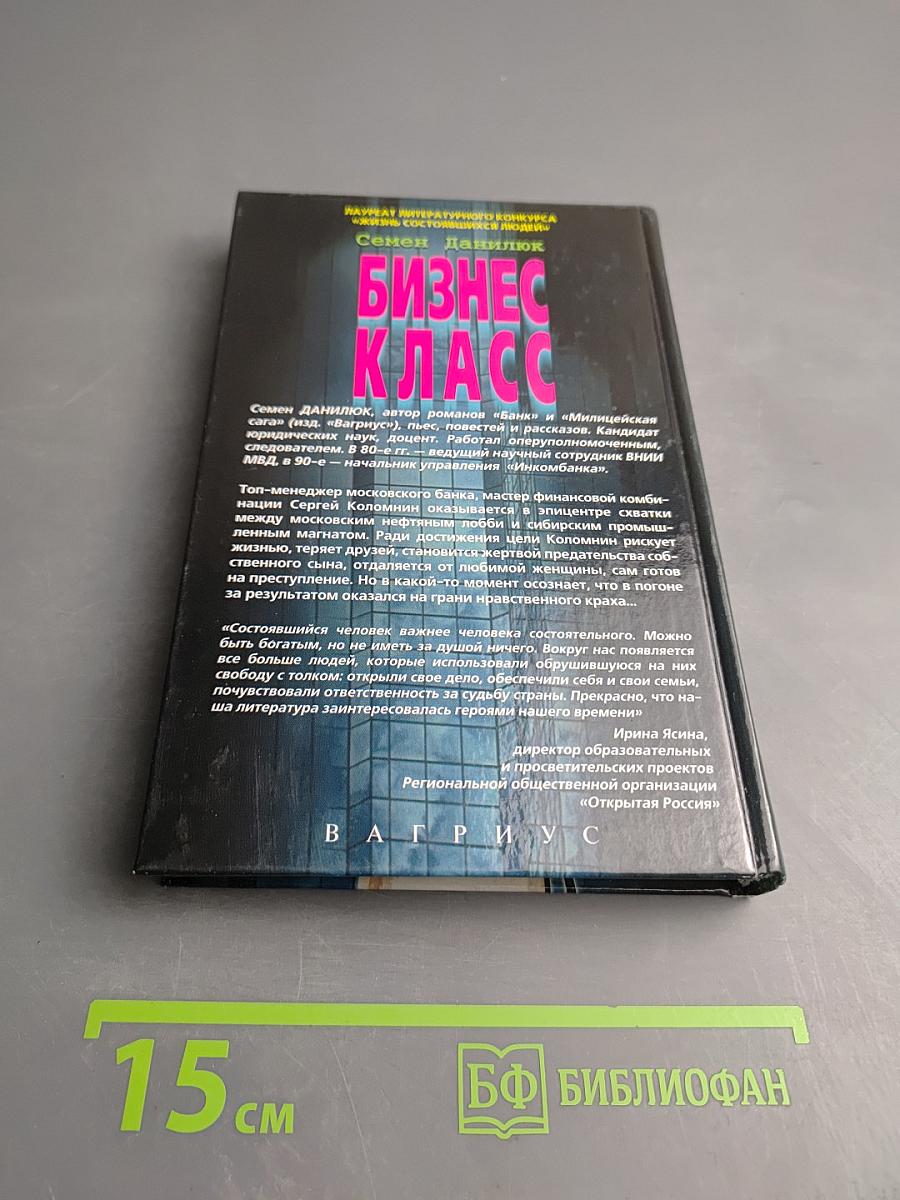 ЛАУРЕАТ ЛИТЕРАТУРНОГО КОНКУРСА
«ЖИЗНЬ СОСТОЯВШИХСЯ ЛЮДЕЙ»
Семен Данилюк
БИЗНЕС
КЛАСС
Семен ДАНИЛЮК, автор романов «Банк» и «Милицейская
сага» (изд. «Вагриус»), пьес, повестей и рассказов. Кандидат
юридических наук, доцент. Работал оперуполномоченным,
следователем. В 80-е гг. — ведущий научный сотрудник ВНИИ
МВД, в 90-е — начальник управления «Инкомбанка».
Топ-менеджер московского банка, мастер финансовой комби-
нации Сергей Коломнин оказывается в эпицентре схватки
между московским нефтяным лобби и сибирским промыш-
ленным магнатом. Ради достижения цели Коломнин рискует
жизнью, теряет друзей, становится жертвой предательства соб-
ственного сына, отдаляется от любимой женщины, сам готов
на преступление. Но в какой-то момент осознает, что в погоне
за результатом оказался на грани нравственного краха...
«Состоявшийся человек важнее человека состоятельного. Можно
быть богатым, но не иметь за душой ничего. Вокруг нас появляется
все больше людей, которые использовали обрушившуюся на них
свободу с толком: открыли свое дело, обеспечили себя и свои семьи,
почувствовали ответственность за судьбу страны. Прекрасно, что на-
ша литература заинтересовалась героями нашего времени»
Ирина Ясина,
директор образовательных
и просветительских проектов
Региональной общественной организации
«Открытая Россия»
ВАГРИУС
15 см
БФ БИБЛИОФАН